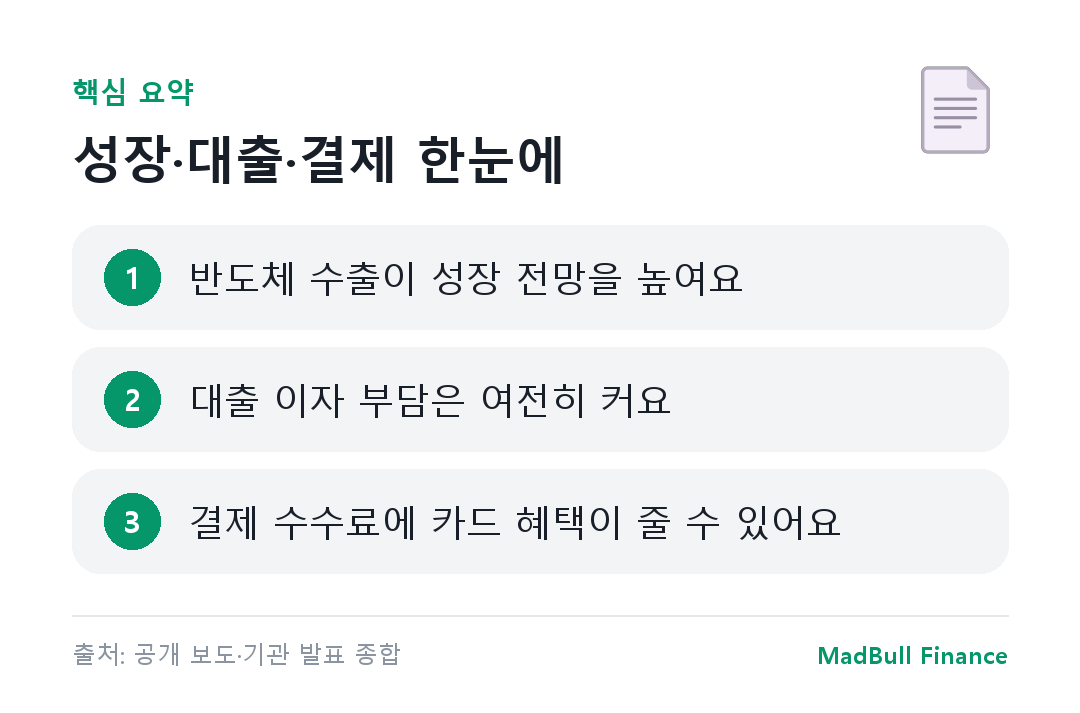 핵심 요약
성장·대출·결제 한눈에
1 반도체 수출이 성장 전망을 높여요
2 대출 이자 부담은 여전히 커요
3 결제 수수료에 카드 혜택이 줄 수 있어요
출처: 공개 보도·기관 발표 종합
MadBull Finance